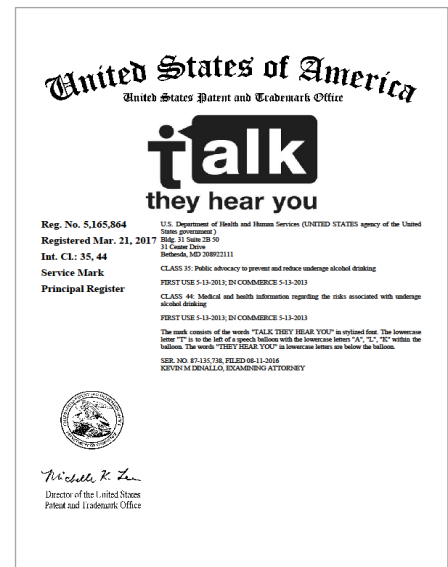 United States of America
United States Patent and Trademark Office
talk
they hear you
Reg. No. 5,165,864
Registered Mar. 21, 2017
Int. Cl.: 35, 44
Service Mark
Principal Register
U.S. Department of Health and Human Services (UNITED STATES agency of the United
States government )
Bldg. 31 Suite 2B 50
31 Center Drive
Bethesda, MD 208922111
CLASS 35: Public advocacy to prevent and reduce underage alcohol drinking
FIRST USE 5-13-2013; IN COMMERCE 5-13-2013
CLASS 44: Medical and health information regarding the risks associated with underage
alcohol drinking
FIRST USE 5-13-2013; IN COMMERCE 5-13-2013
The mark consists of the words "TALK THEY HEAR YOU" in stylized font. The lowercase
letter "T" is to the left of a speech balloon with the lowercase letters "A", "L", "K" within the
balloon. The words "THEY HEAR YOU" in lowercase letters are below the balloon.
SER. NO. 87-135,738, FILED 08-11-2016
KEVIN M DINALLO, EXAMINING ATTORNEY
Michelle K. Lee
Director of the United States
Patent and Trademark Office